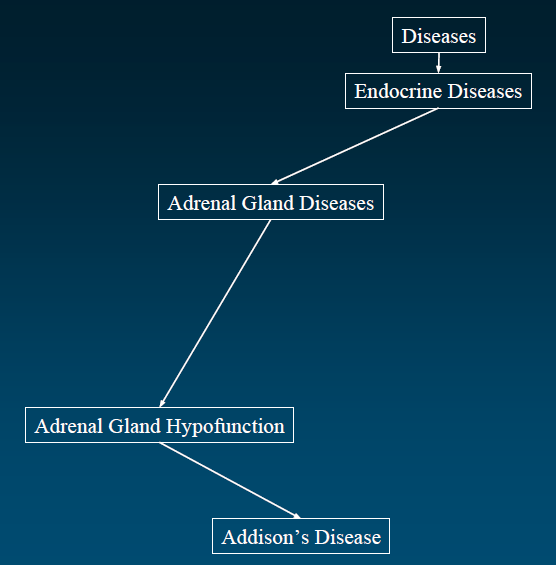 Diseases
Endocrine Diseases
Adrenal Gland Diseases
Adrenal Gland Hypofunction
Addison’s Disease